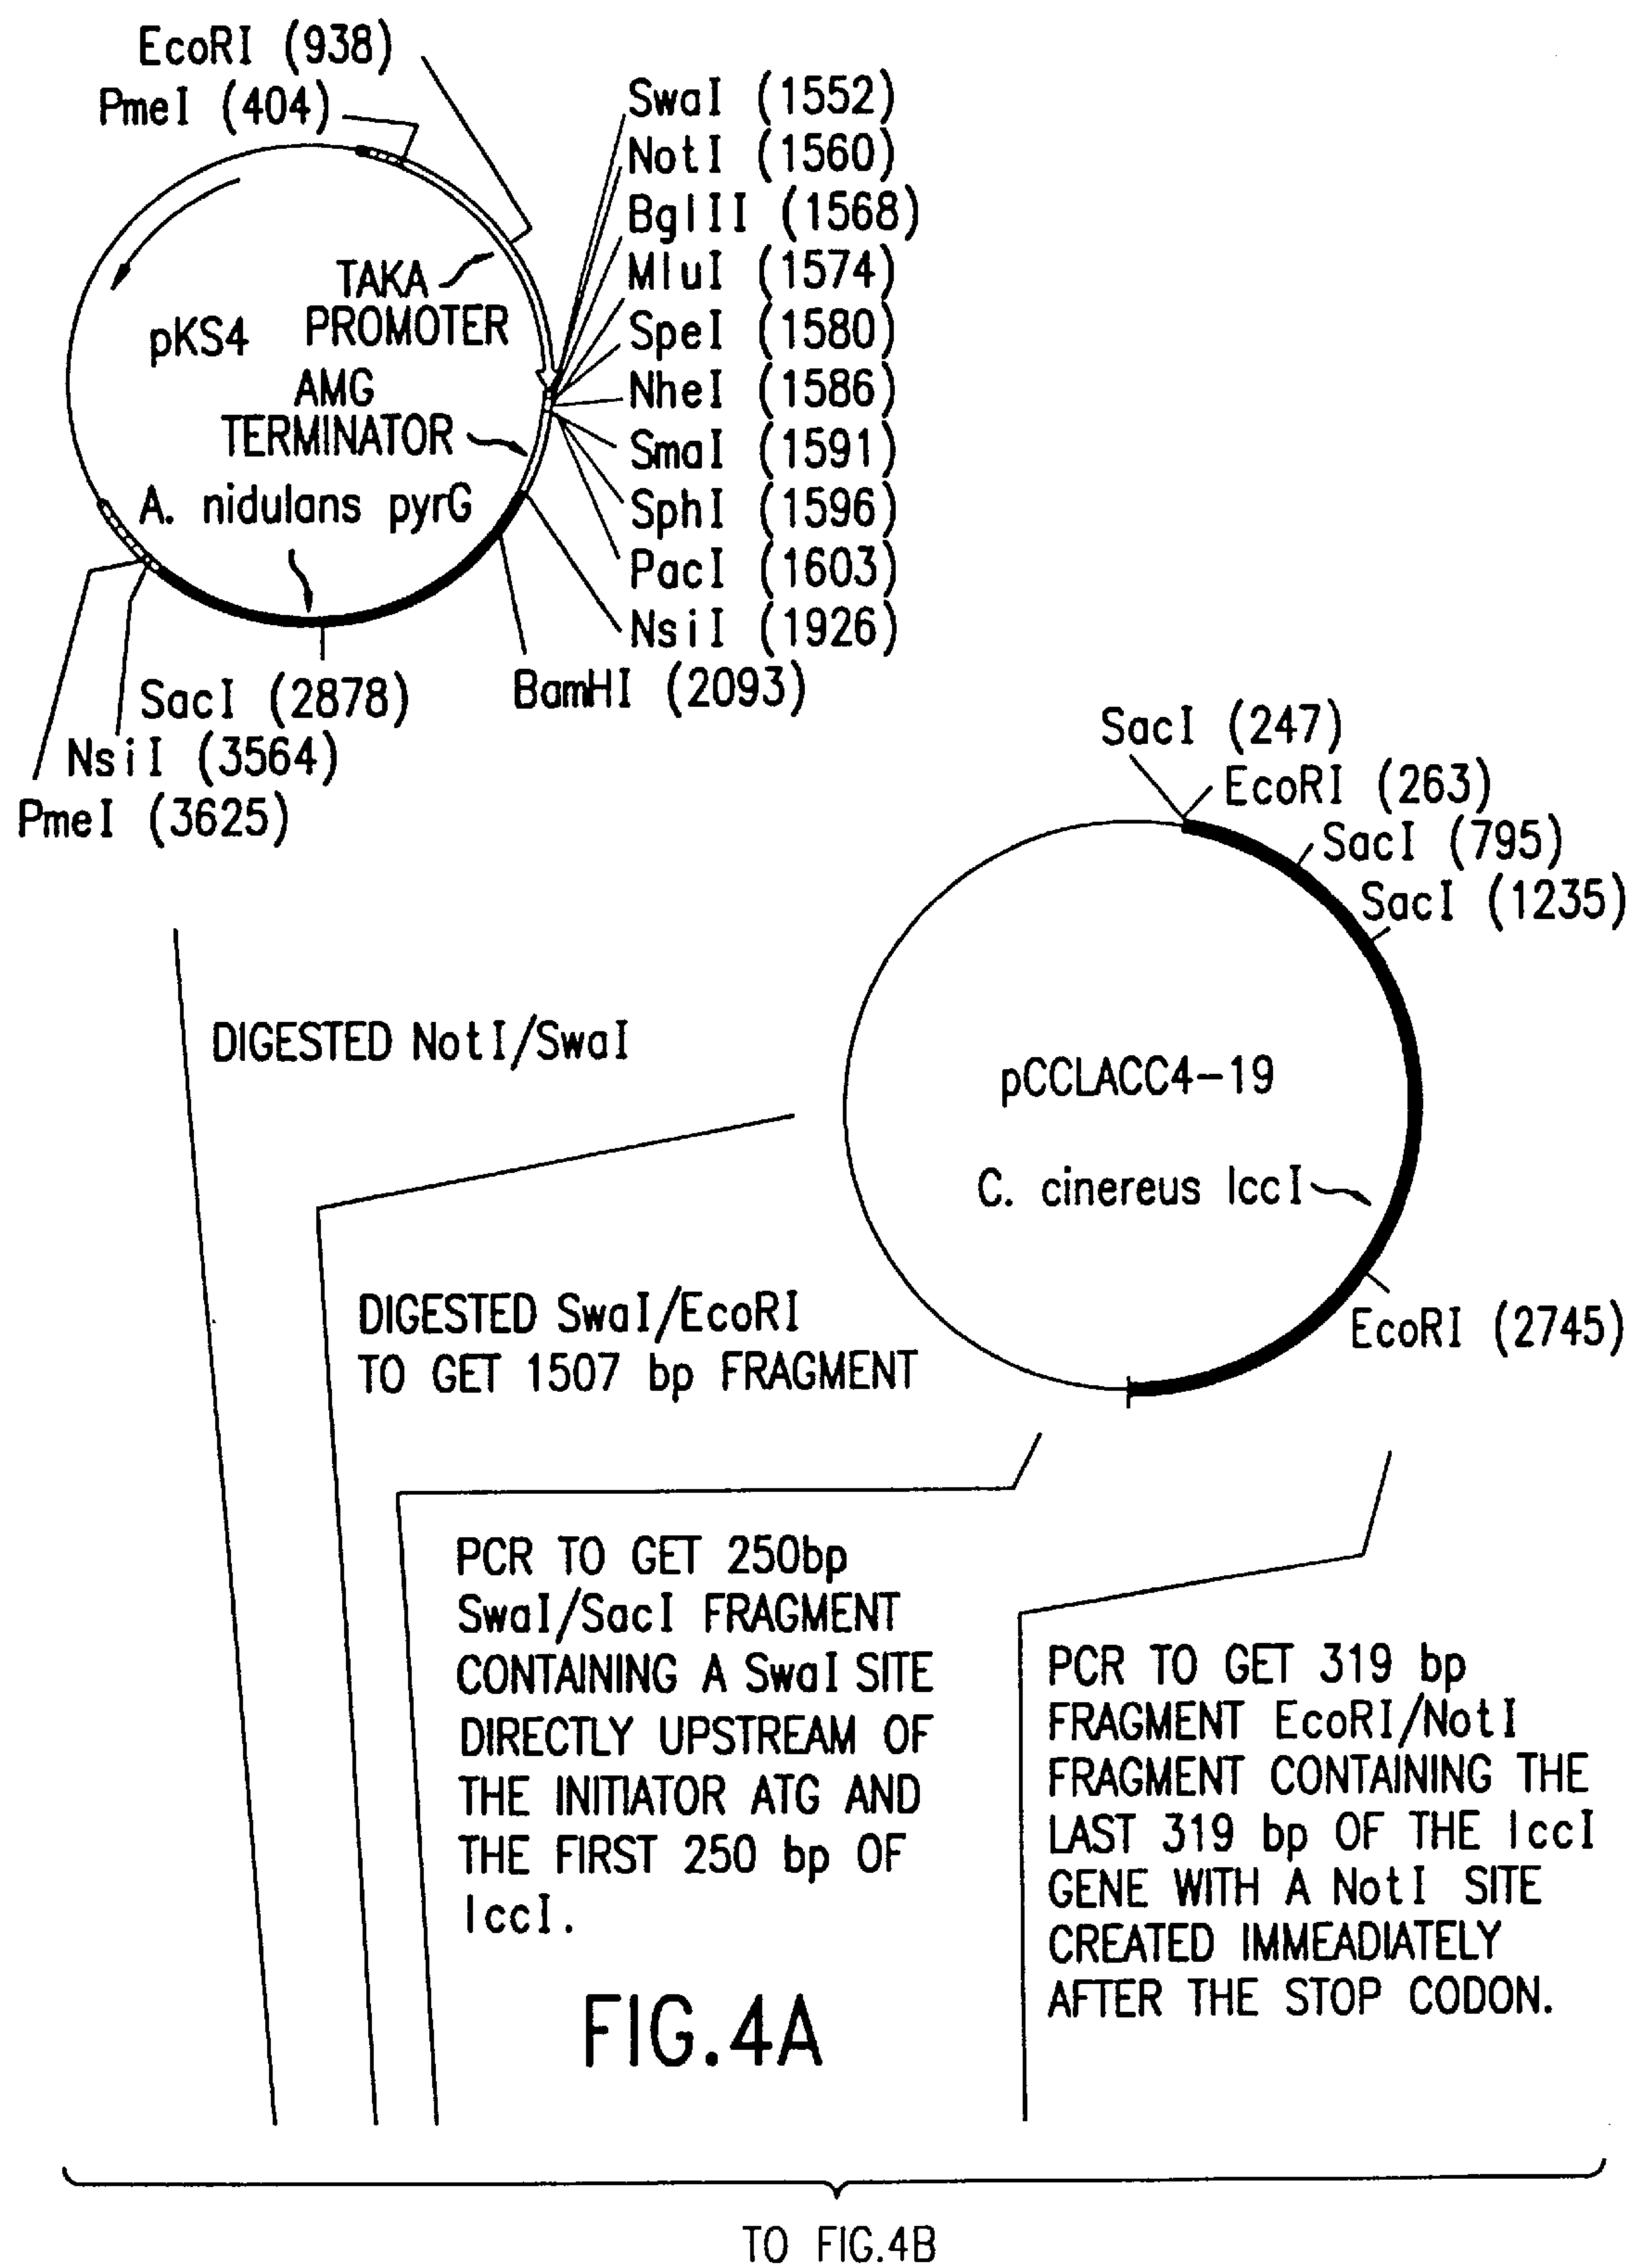 EcoRI (938)
PmeI (404)
SwaI (1552)
NotI (1560)
BglII (1568)
MluI (1574)
SpeI (1580)
NheI (1586)
SmaI (1591)
SphI (1596)
PacI (1603)
NsiI (1926)
BamHI (2093)
TAKA
PROMOTER
pKS4
AMG
TERMINATOR
A. nidulans pyrG
SacI (2878)
NsiI (3564)
PmeI (3625)
SacI (247)
EcoRI (263)
SacI (795)
SacI (1235)
pCCLACC4-19
C. cinereus lccI
EcoRI (2745)
DIGESTED NotI/SwaI
DIGESTED SwaI/EcoRI
TO GET 1507 bp FRAGMENT
PCR TO GET 250bp
SwaI/SacI FRAGMENT
CONTAINING A SwaI SITE
DIRECTLY UPSTREAM OF
THE INITIATOR ATG AND
THE FIRST 250 bp OF
lccI.
PCR TO GET 319 bp
FRAGMENT EcoRI/NotI
FRAGMENT CONTAINING THE
LAST 319 bp OF THE lccI
GENE WITH A NotI SITE
CREATED IMMEADIATELY
AFTER THE STOP CODON.
FIG.4A
TO FIG.4B